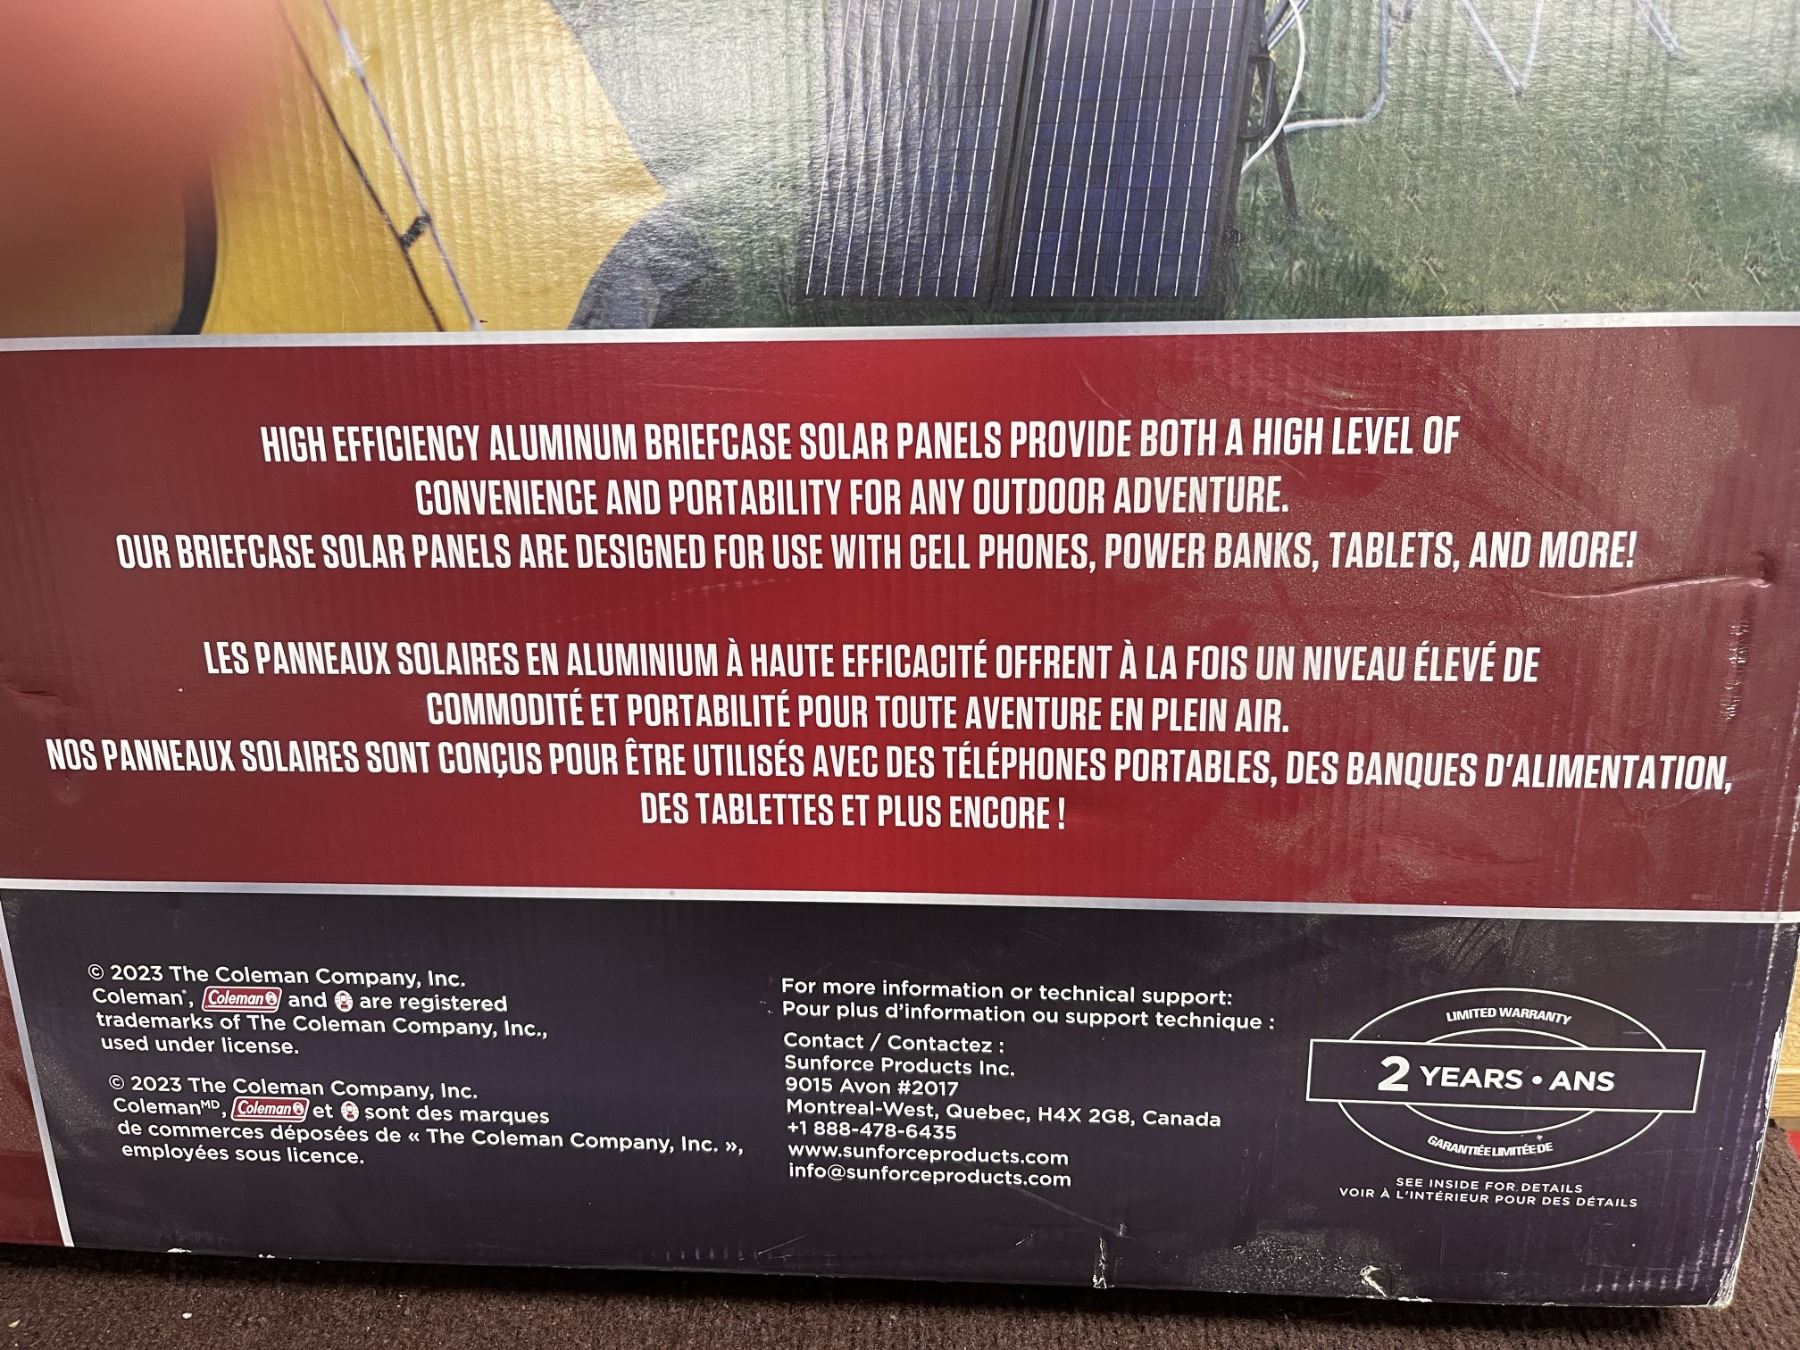 HIGH EFFICIENCY ALUMINUM BRIEFCASE SOLAR PANELS PROVIDE BOTH A HIGH LEVEL OF
CONVENIENCE AND PORTABILITY FOR ANY OUTDOOR ADVENTURE.
OUR BRIEFCASE SOLAR PANELS ARE DESIGNED FOR USE WITH CELL PHONES, POWER BANKS, TABLETS, AND MORE!
LES PANNEAUX SOLAIRES EN ALUMINIUM À HAUTE EFFICACITÉ OFFRENT À LA FOIS UN NIVEAU ÉLEVÉ DE
COMMODITÉ ET PORTABILITÉ POUR TOUTE AVENTURE EN PLEIN AIR.
NOS PANNEAUX SOLAIRES SONT CONÇUS POUR ÊTRE UTILISÉS AVEC DES TÉLÉPHONES PORTABLES, DES BANQUES D'ALIMENTATION,
DES TABLETTES ET PLUS ENCORE !
© 2023 The Coleman Company, Inc.
Coleman®, Coleman and are registered
trademarks of The Coleman Company, Inc.,
used under license.
© 2023 The Coleman Company, Inc.
Coleman MD, Coleman et sont des marques
de commerces déposées de « The Coleman Company, Inc. »,
employées sous licence.
For more information or technical support:
Pour plus d'information ou support technique :
Contact / Contactez :
Sunforce Products Inc.
9015 Avon #2017
Montreal-West, Quebec, H4X 2G8, Canada
+1 888-478-6435
www.sunforceproducts.com
info@sunforceproducts.com
LIMITED WARRANTY
2 YEARS • ANS
GARANTIÉE LIMITÉE DE
SEE INSIDE FOR DETAILS
VOIR À L'INTÉRIEUR POUR DES DÉTAILS